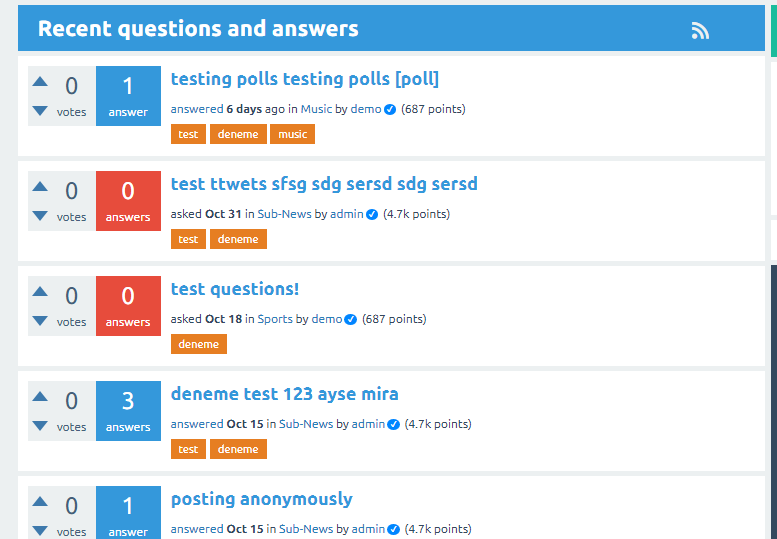 Recent questions and answers
0 votes
1 answer
testing polls testing polls [poll]
answered 6 days ago in Music by demo (687 points)
test deneme music
0 votes
0 answers
test ttwets sfsg sdg sersd sdg sersd
asked Oct 31 in Sub-News by admin (4.7k points)
test deneme
0 votes
0 answers
test questions!
asked Oct 18 in Sports by demo (687 points)
deneme
0 votes
3 answers
deneme test 123 ayse mira
answered Oct 15 in Sub-News by admin (4.7k points)
test deneme
0 votes
1 answer
posting anonymously
answered Oct 15 in Sub-News by admin (4.7k points)